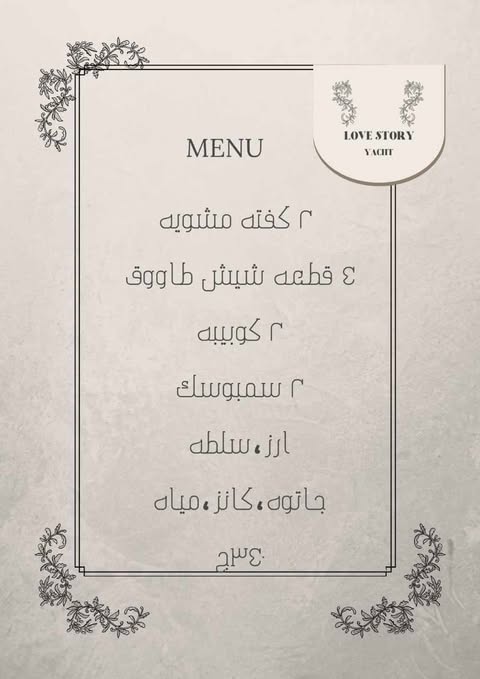 LOVE STORY
YACHT
MENU
٢ كفته مشويه
٤ قطعه شيش طاووق
٢ كوبيبه
٢ سمبوسك
ارز،سلطه
جاتوه،كانز،مياه
٣٤٠ج